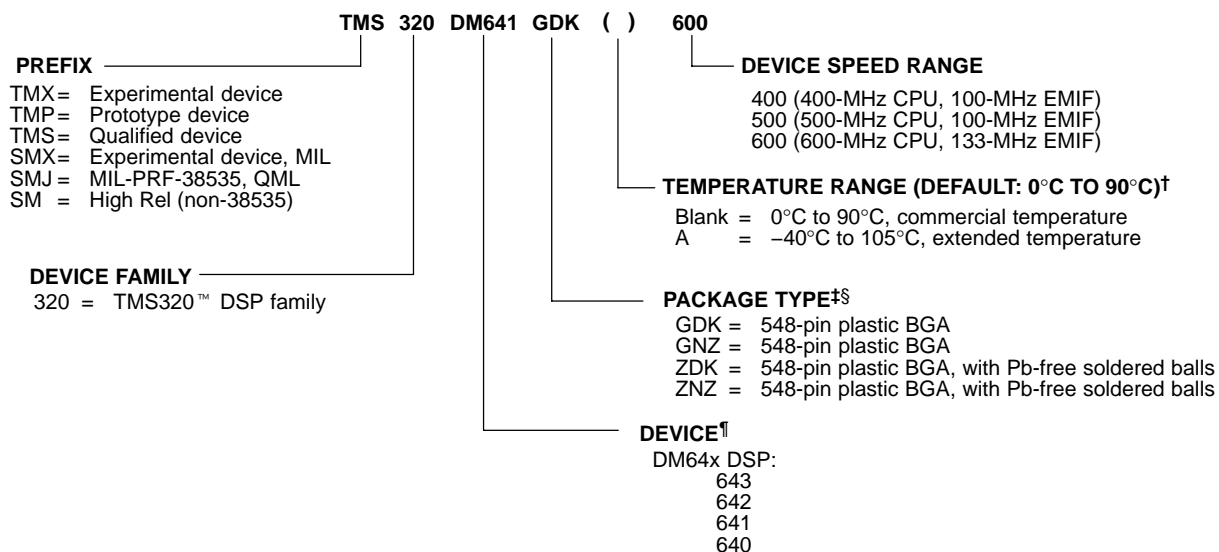 TMS 320 DM641 GDK ( ) 600
PREFIX
TMX= Experimental device
TMP= Prototype device
TMS= Qualified device
SMX= Experimental device, MIL
SMJ = MIL-PRF-38535, QML
SM = High Rel (non-38535)
DEVICE SPEED RANGE
400 (400-MHz CPU, 100-MHz EMIF)
500 (500-MHz CPU, 100-MHz EMIF)
600 (600-MHz CPU, 133-MHz EMIF)
TEMPERATURE RANGE (DEFAULT: 0°C TO 90°C)†
Blank = 0°C to 90°C, commercial temperature
A = −40°C to 105°C, extended temperature
DEVICE FAMILY
320 = TMS320™ DSP family
PACKAGE TYPE‡§
GDK = 548-pin plastic BGA
GNZ = 548-pin plastic BGA
ZDK = 548-pin plastic BGA, with Pb-free soldered balls
ZNZ = 548-pin plastic BGA, with Pb-free soldered balls
DEVICE¶
DM64x DSP:
643
642
641
640